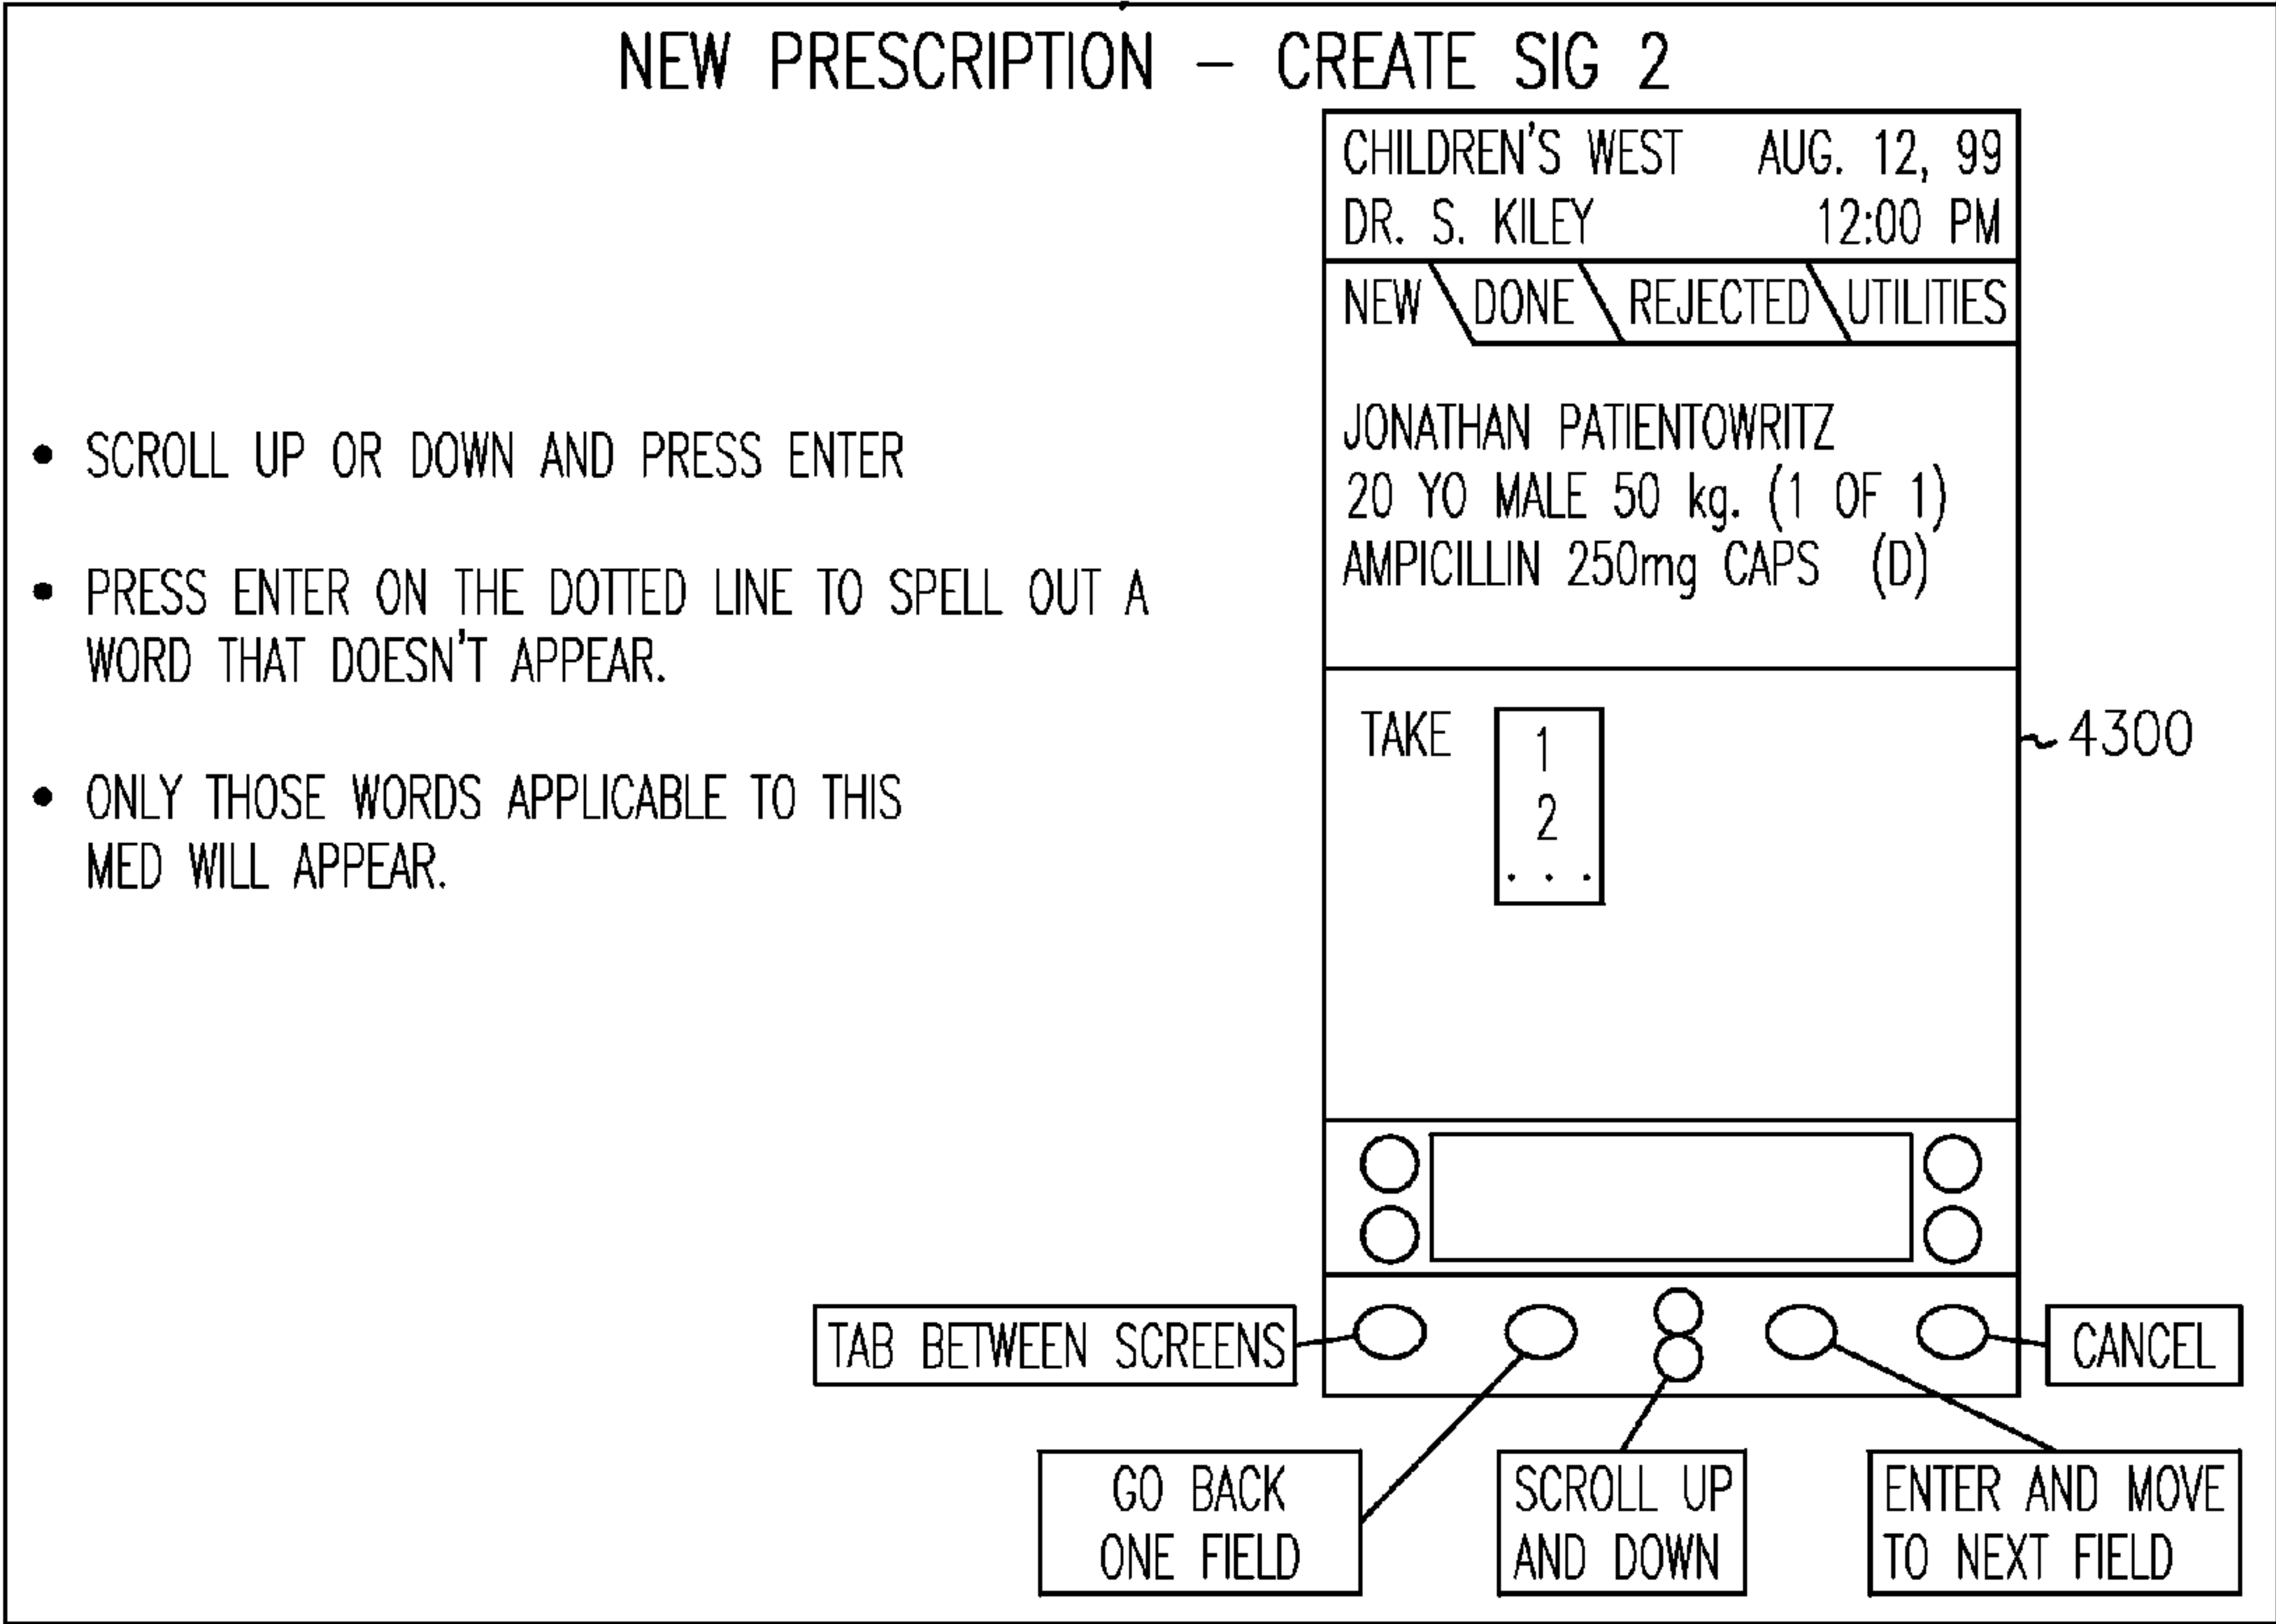 NEW PRESCRIPTION – CREATE SIG 2
• SCROLL UP OR DOWN AND PRESS ENTER
• PRESS ENTER ON THE DOTTED LINE TO SPELL OUT A
WORD THAT DOESN'T APPEAR.
• ONLY THOSE WORDS APPLICABLE TO THIS
MED WILL APPEAR.
CHILDREN'S WEST AUG. 12, 99
DR. S. KILEY 12:00 PM
NEW DONE REJECTED UTILITIES
JONATHAN PATIENTOWRITZ
20 YO MALE 50 kg. (1 OF 1)
AMPICILLIN 250mg CAPS (D)
TAKE 1
2
. . .
4300
TAB BETWEEN SCREENS
CANCEL
GO BACK
ONE FIELD
SCROLL UP
AND DOWN
ENTER AND MOVE
TO NEXT FIELD